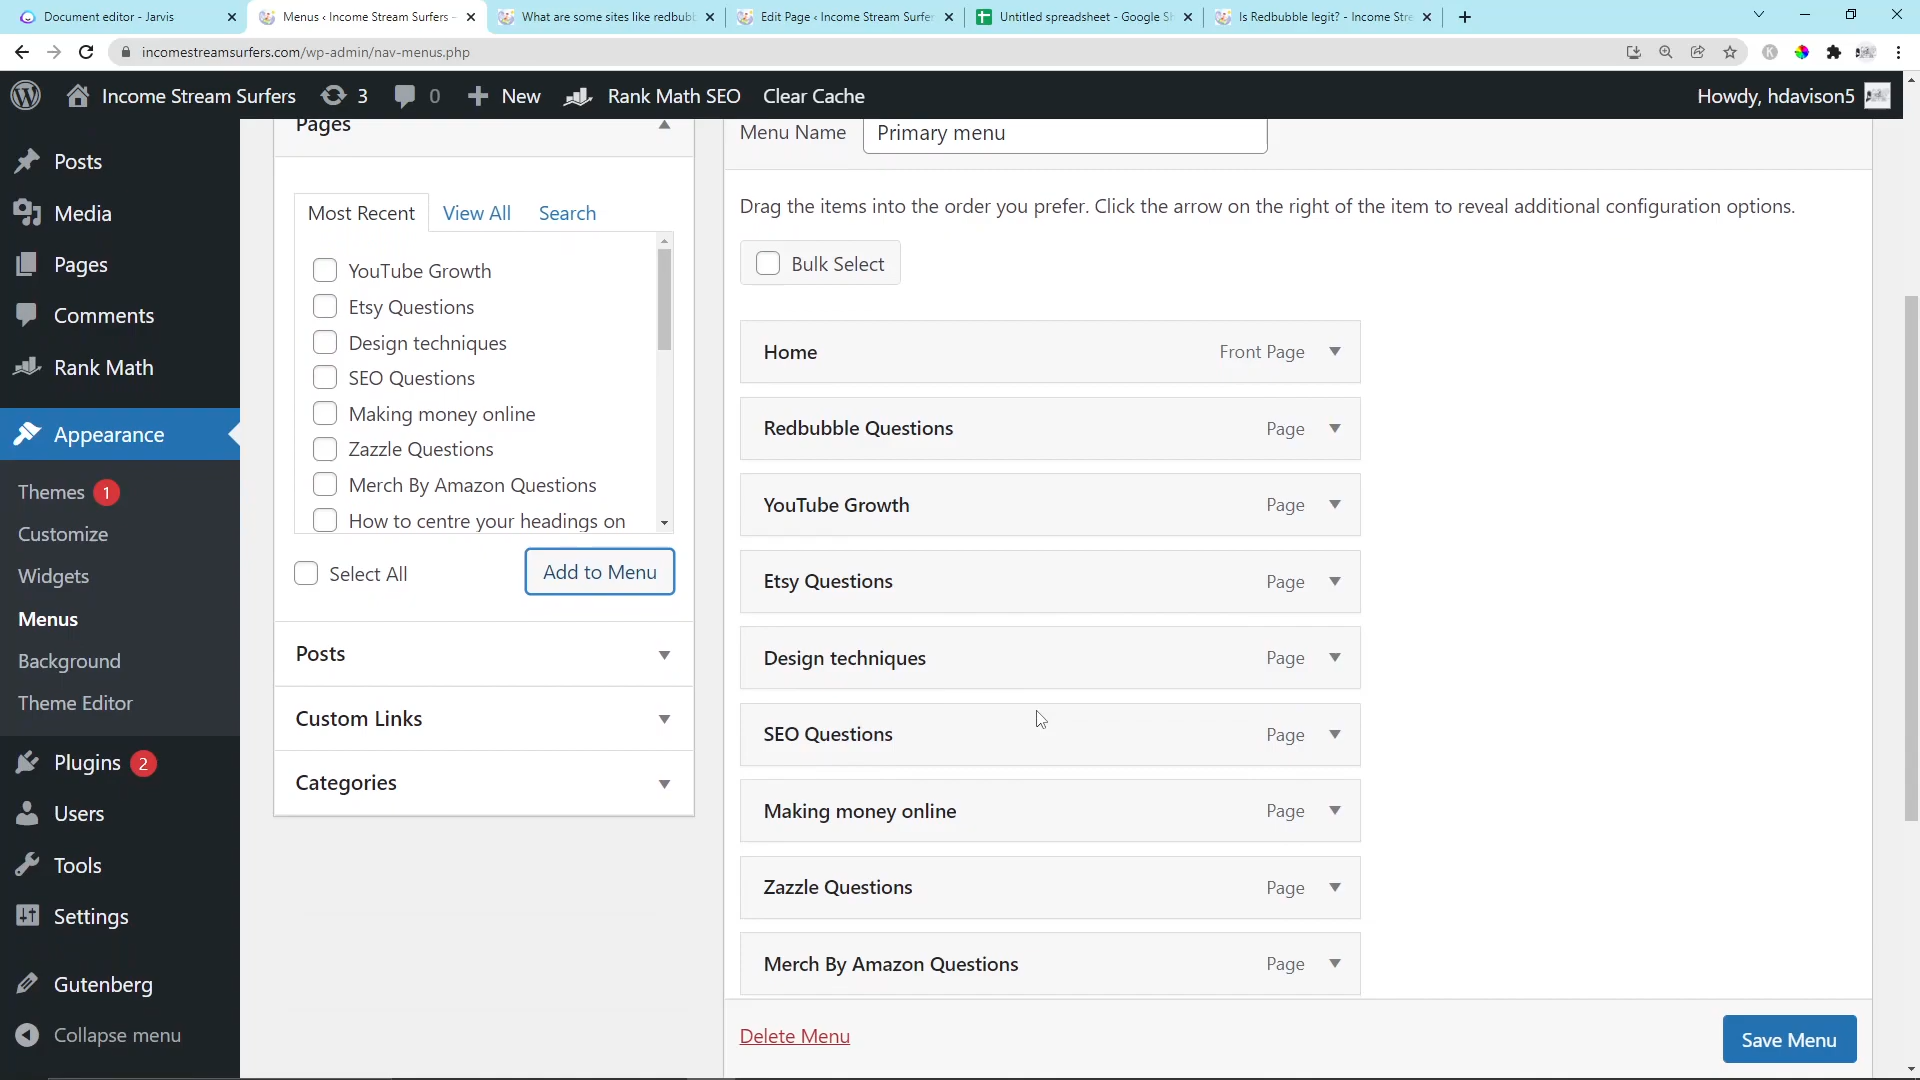 Document editor - Jarvis
Menus ‹ Income Stream Surfers –
What are some sites like redbubb
Edit Page ‹ Income Stream Surfer
Untitled spreadsheet - Google Sh
Is Redbubble legit? - Income Stre
incomestreamsurfers.com/wp-admin/nav-menus.php
K
Income Stream Surfers
3
0
New
Rank Math SEO
Clear Cache
Howdy, hdavison5
Posts
Media
Pages
Comments
Rank Math
Appearance
Themes 1
Customize
Widgets
Menus
Background
Theme Editor
Plugins 2
Users
Tools
Settings
Gutenberg
Collapse menu
Pages
Most Recent
View All
Search
YouTube Growth
Etsy Questions
Design techniques
SEO Questions
Making money online
Zazzle Questions
Merch By Amazon Questions
How to centre your headings on
Select All
Add to Menu
Posts
Custom Links
Categories
Menu Name
Primary menu
Drag the items into the order you prefer. Click the arrow on the right of the item to reveal additional configuration options.
Bulk Select
Home Front Page
Redbubble Questions Page
YouTube Growth Page
Etsy Questions Page
Design techniques Page
SEO Questions Page
Making money online Page
Zazzle Questions Page
Merch By Amazon Questions Page
Delete Menu
Save Menu